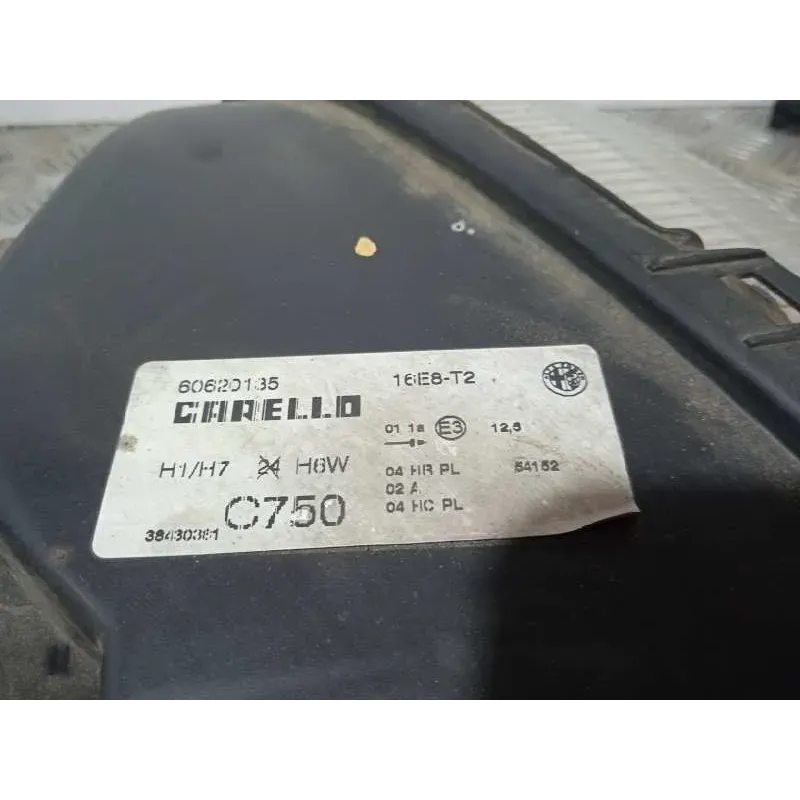 60620135 16E8-T2
CARELLO
01 1a E3 12,5
H1/H7 24 H6W
04 HR PL 54152
02 A
04 HC PL
C750
38430381